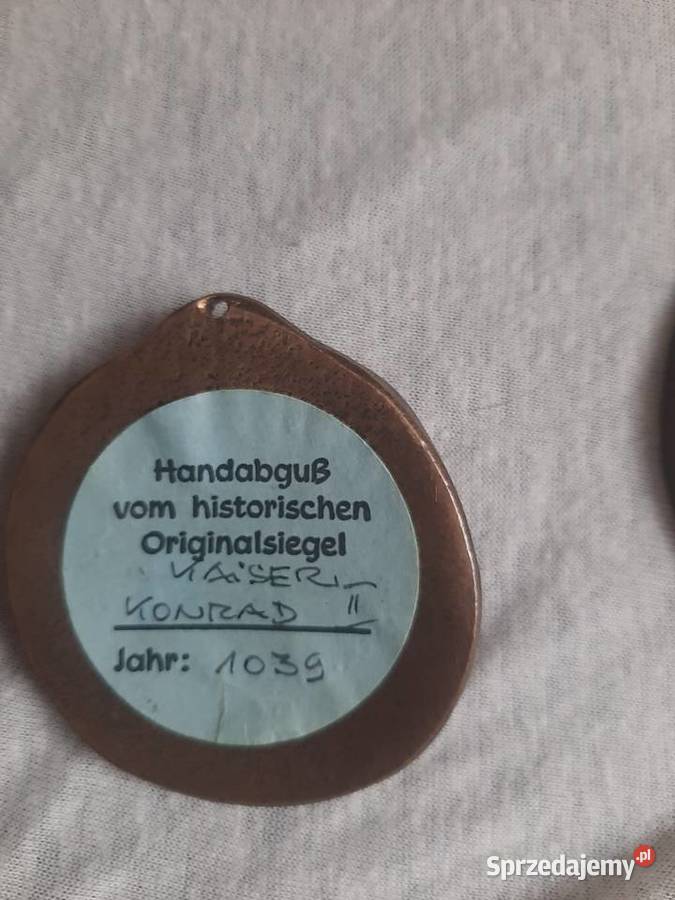 Handabguß
vom historischen
Originalsiegel
KAISER
KONRAD II
Jahr: 1039
Sprzedajemy.pl